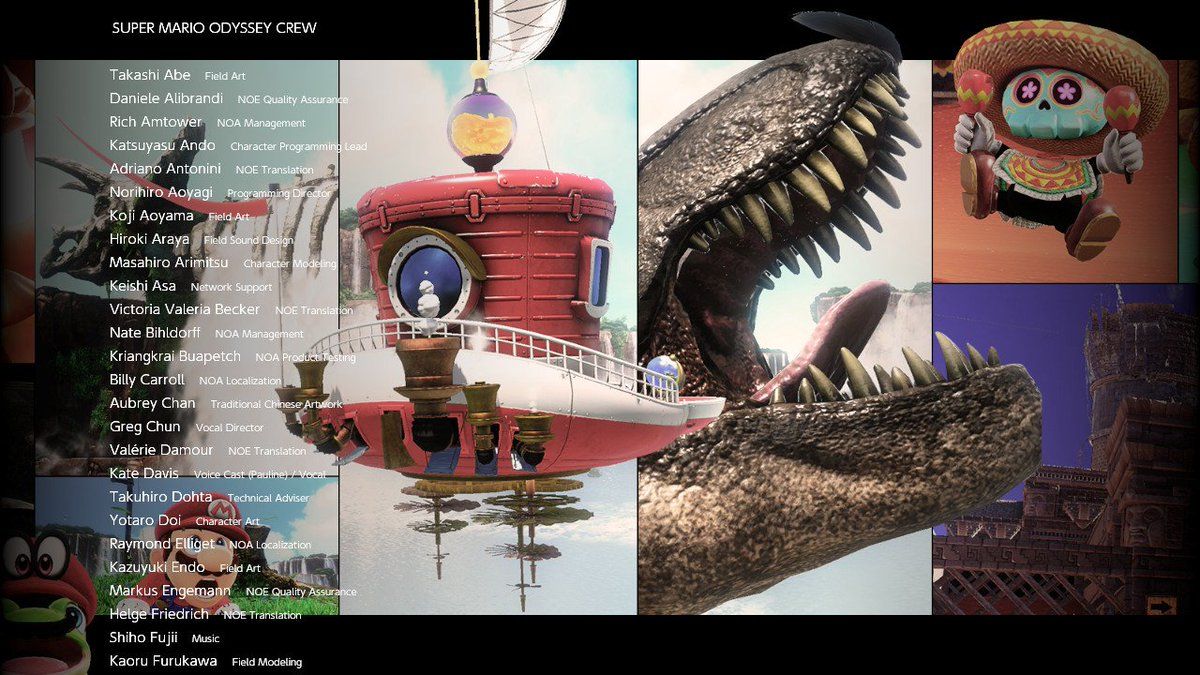 SUPER MARIO ODYSSEY CREW
Takashi Abe Field Art
Daniele Alibrandi NOE Quality Assurance
Rich Amtower NOA Management
Katsuyasu Ando Character Programming Lead
Adriano Antonini NOE Translation
Norihiro Aoyagi Programming Director
Koji Aoyama Field Art
Hiroki Araya Field Sound Design
Masahiro Arimitsu Character Modeling
Keishi Asa Network Support
Victoria Valeria Becker NOE Translation
Nate Bihldorff NOA Management
Kriangkrai Buapetch NOA Product Testing
Billy Carroll NOA Localization
Aubrey Chan Traditional Chinese Artwork
Greg Chun Vocal Director
Valérie Damour NOE Translation
Kate Davis Voice Cast (Pauline) / Vocal
Takuhiro Dohta Technical Adviser
Yotaro Doi Character Art
Raymond Elliget NOA Localization
Kazuyuki Endo Field Art
Markus Engemann NOE Quality Assurance
Helge Friedrich NOE Translation
Shiho Fujii Music
Kaoru Furukawa Field Modeling
M